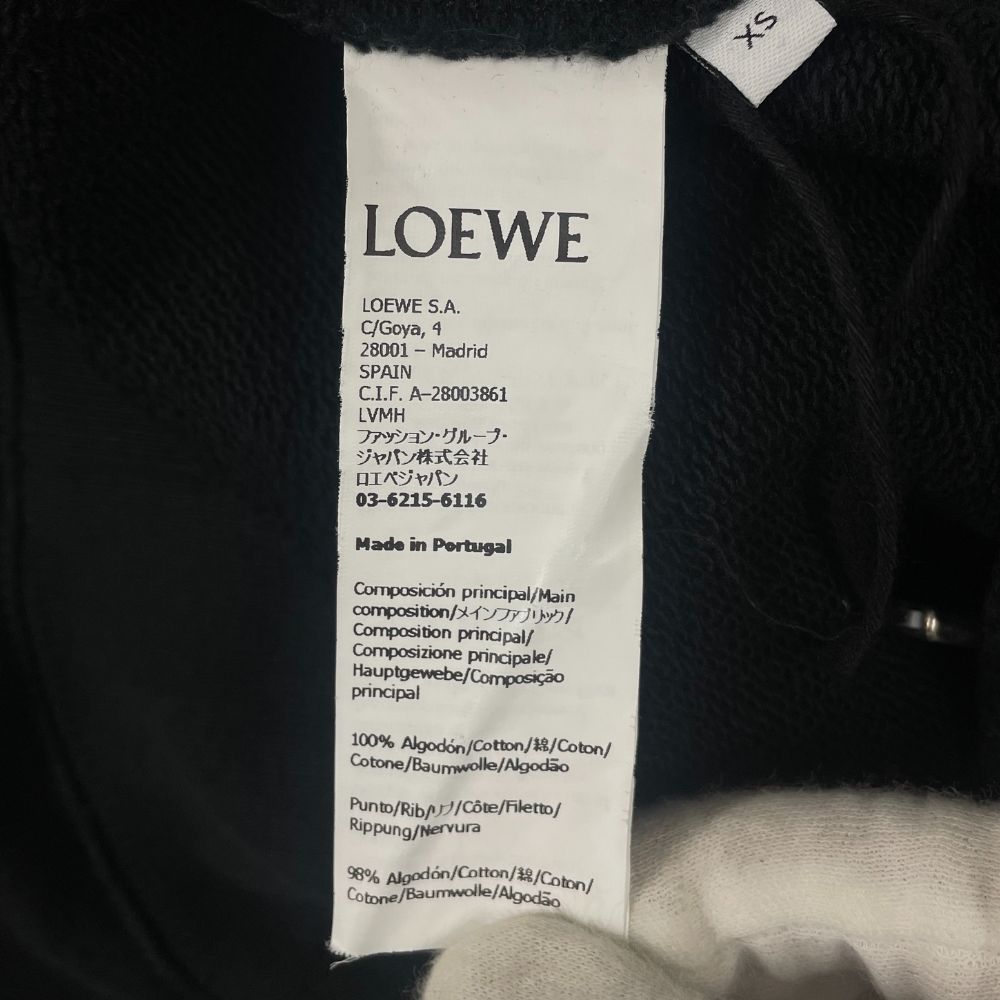 XS
LOEWE
LOEWE S.A.
C/Goya, 4
28001 – Madrid
SPAIN
C.I.F. A-28003861
LVMH
ファッション・グループ・
ジャパン株式会社
ロエベジャパン
03-6215-6116
Made in Portugal
Composición principal/Main
composition/メインファブリック/
Composition principal/
Composizione principale/
Hauptgewebe/Composição
principal
100% Algodón/Cotton/綿/Coton/
Cotone/Baumwolle/Algodão
Punto/Rib/リブ/Côte/Filetto/
Rippung/Nervura
98% Algodón/Cotton/綿/Coton/
Cotone/Baumwolle/Algodão